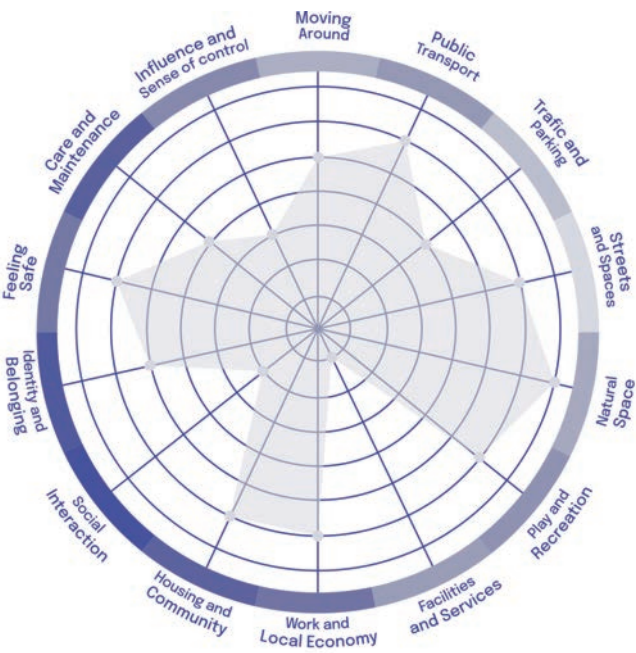 Moving
Around
Public
Transport
Trafic and
Parking
Streets
and Spaces
Natural
Space
Play and
Recreation
Facilities
and Services
Work and
Local Economy
Housing and
Community
Social
Interaction
Identity and
Belonging
Feeling
Safe
Care and
Maintenance
Influence and
Sense of control